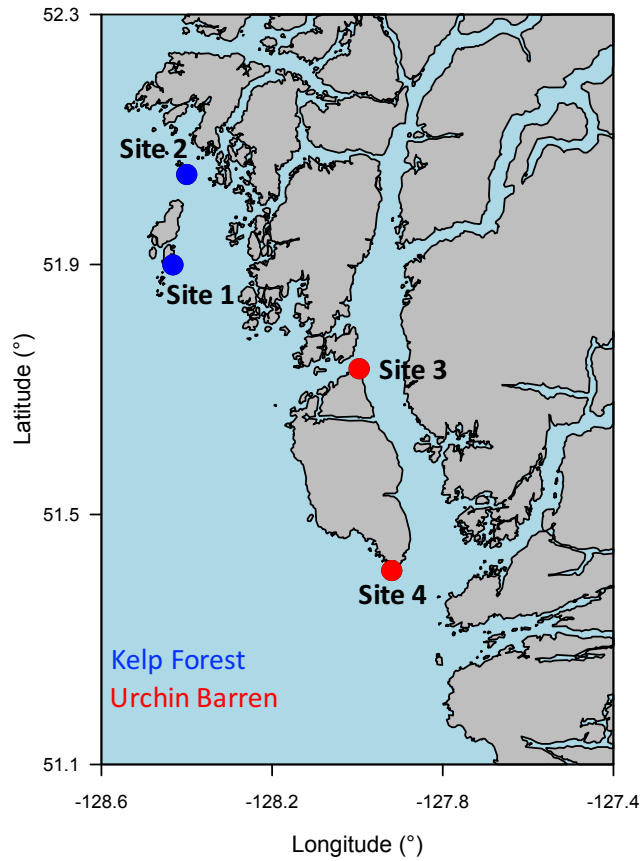 52.3
Site 2
51.9
Site 1
Site 3
Latitude (°)
51.5
Site 4
Kelp Forest
Urchin Barren
51.1
-128.6
-128.2
-127.8
-127.4
Longitude (°)